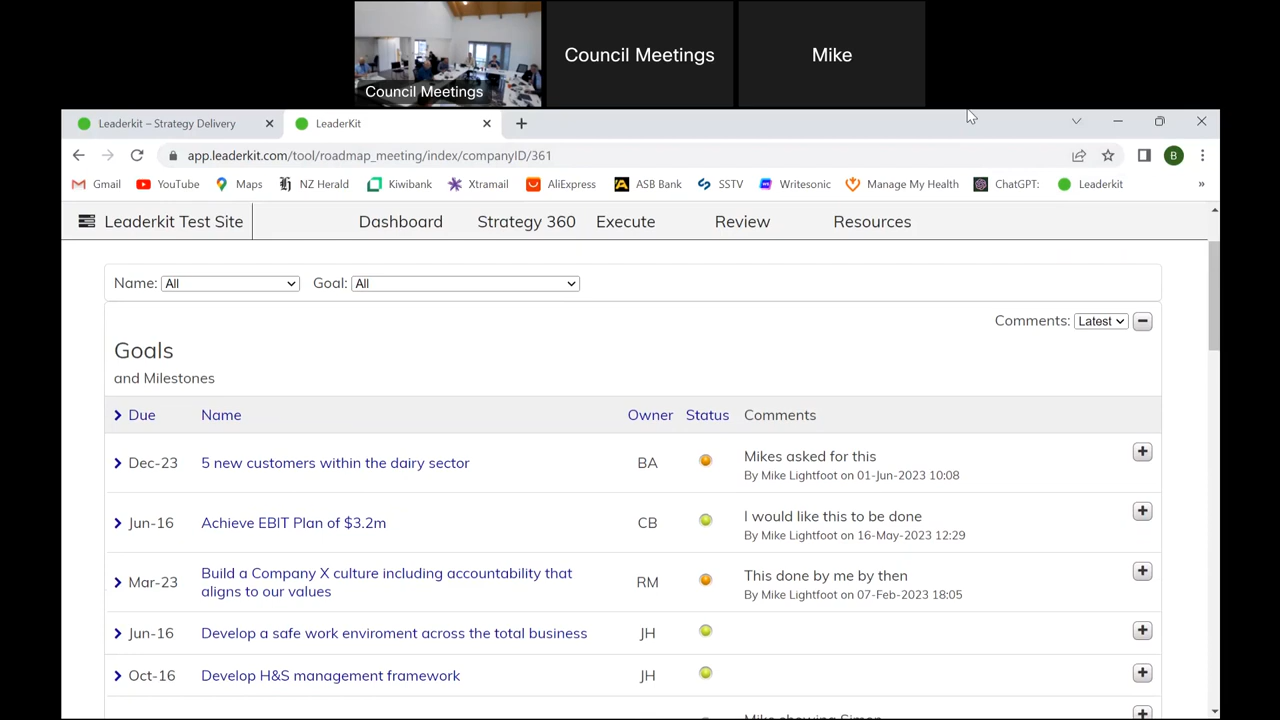 Council Meetings
Council Meetings
Mike
Leaderkit – Strategy Delivery
LeaderKit
app.leaderkit.com/tool/roadmap_meeting/index/companyID/361
B
Gmail
YouTube
Maps
NZ Herald
Kiwibank
Xtramail
AliExpress
ASB Bank
SSTV
Writesonic
Manage My Health
ChatGPT:
Leaderkit
»
Leaderkit Test Site
Dashboard
Strategy 360
Execute
Review
Resources
Name: All
Goal: All
Comments: Latest
Goals
and Milestones
Due Name Owner Status Comments
Dec-23 5 new customers within the dairy sector BA Mikes asked for this
By Mike Lightfoot on 01-Jun-2023 10:08
Jun-16 Achieve EBIT Plan of $3.2m CB I would like this to be done
By Mike Lightfoot on 16-May-2023 12:29
Mar-23 Build a Company X culture including accountability that
aligns to our values RM This done by me by then
By Mike Lightfoot on 07-Feb-2023 18:05
Jun-16 Develop a safe work enviroment across the total business JH
Oct-16 Develop H&S management framework JH
Mike showing Simon